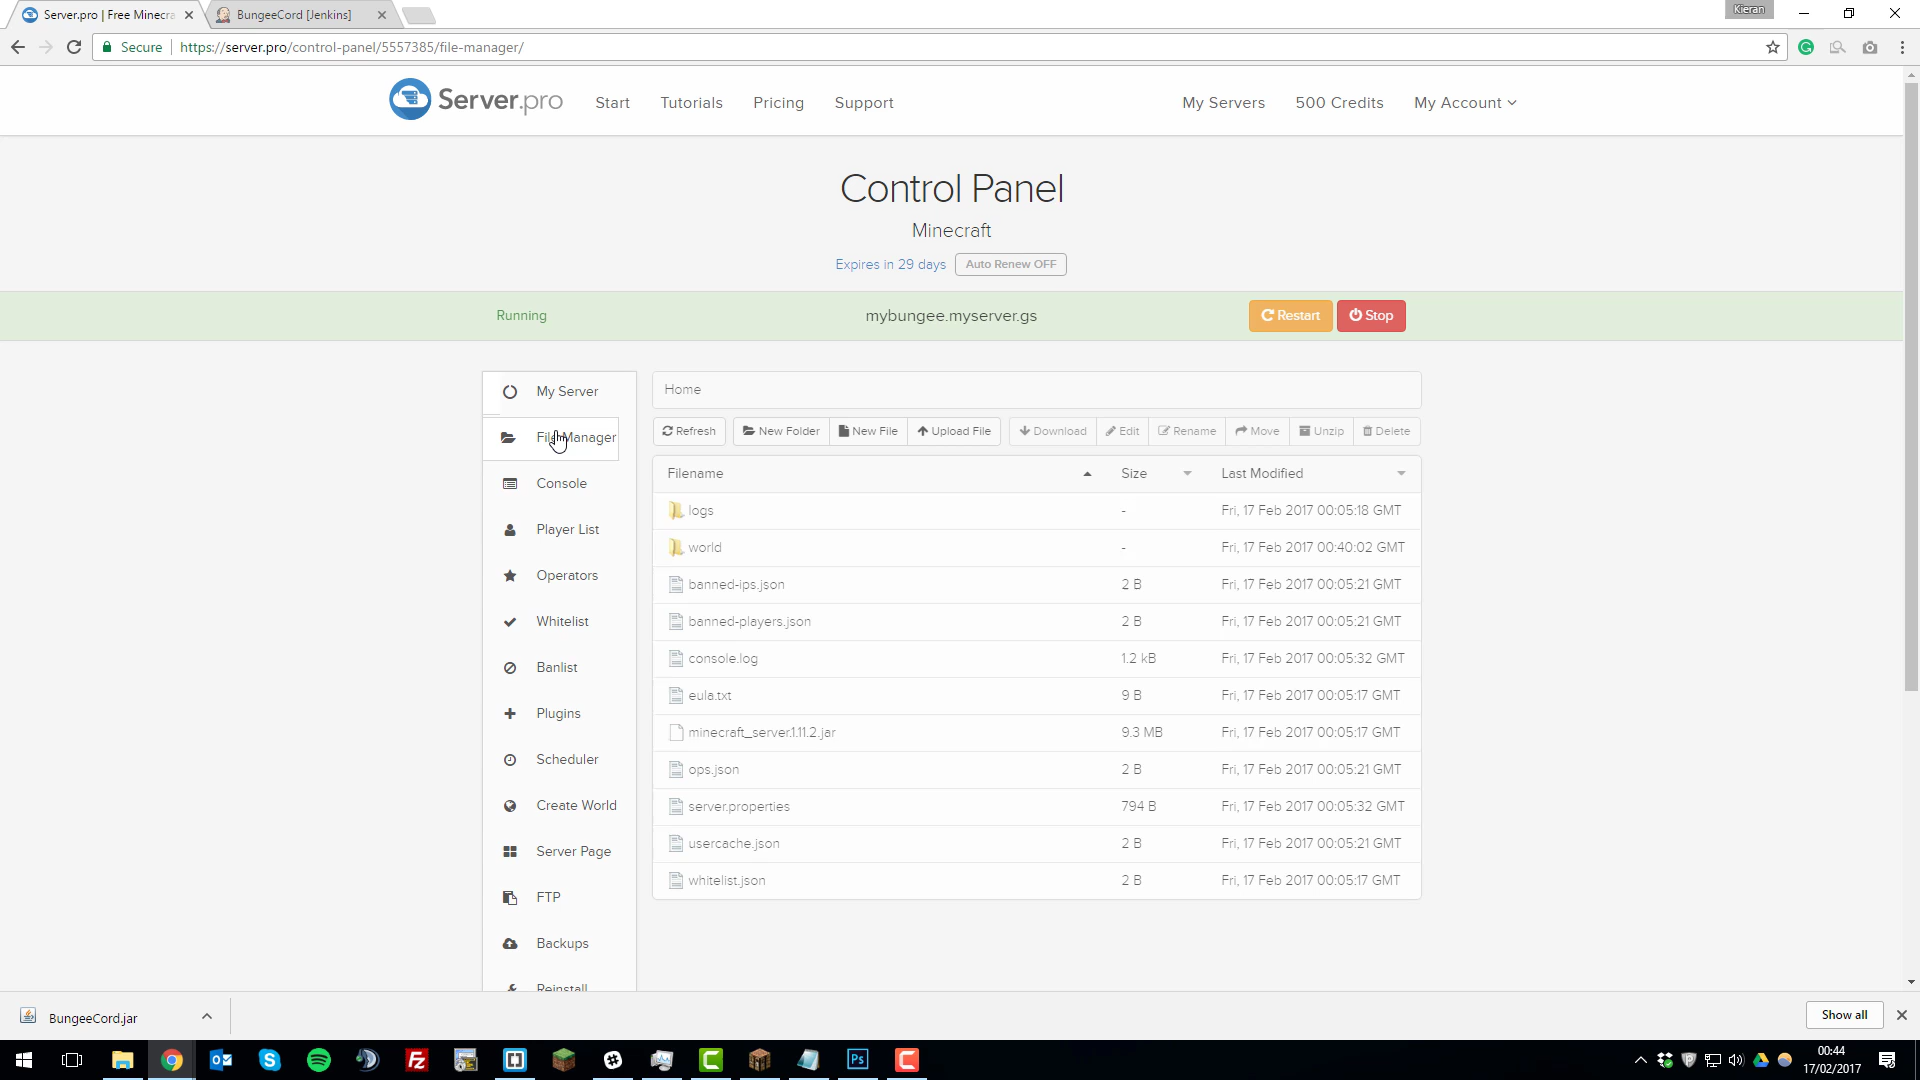 Server.pro | Free Minecra
BungeeCord [Jenkins]
Kieran
Secure
https://server.pro/control-panel/5557385/file-manager/
Server.pro
Start
Tutorials
Pricing
Support
My Servers
500 Credits
My Account
Control Panel
Minecraft
Expires in 29 days
Auto Renew OFF
Running
mybungee.myserver.gs
Restart
Stop
My Server
File Manager
Console
Player List
Operators
Whitelist
Banlist
Plugins
Scheduler
Create World
Server Page
FTP
Backups
Reinstall
Home
Refresh
New Folder
New File
Upload File
Download
Edit
Rename
Move
Unzip
Delete
Filename Size Last Modified
logs - Fri, 17 Feb 2017 00:05:18 GMT
world - Fri, 17 Feb 2017 00:40:02 GMT
banned-ips.json 2 B Fri, 17 Feb 2017 00:05:21 GMT
banned-players.json 2 B Fri, 17 Feb 2017 00:05:21 GMT
console.log 1.2 kB Fri, 17 Feb 2017 00:05:32 GMT
eula.txt 9 B Fri, 17 Feb 2017 00:05:17 GMT
minecraft_server.1.11.2.jar 9.3 MB Fri, 17 Feb 2017 00:05:17 GMT
ops.json 2 B Fri, 17 Feb 2017 00:05:21 GMT
server.properties 794 B Fri, 17 Feb 2017 00:05:32 GMT
usercache.json 2 B Fri, 17 Feb 2017 00:05:21 GMT
whitelist.json 2 B Fri, 17 Feb 2017 00:05:17 GMT
BungeeCord.jar
Show all
Ps
00:44
17/02/2017